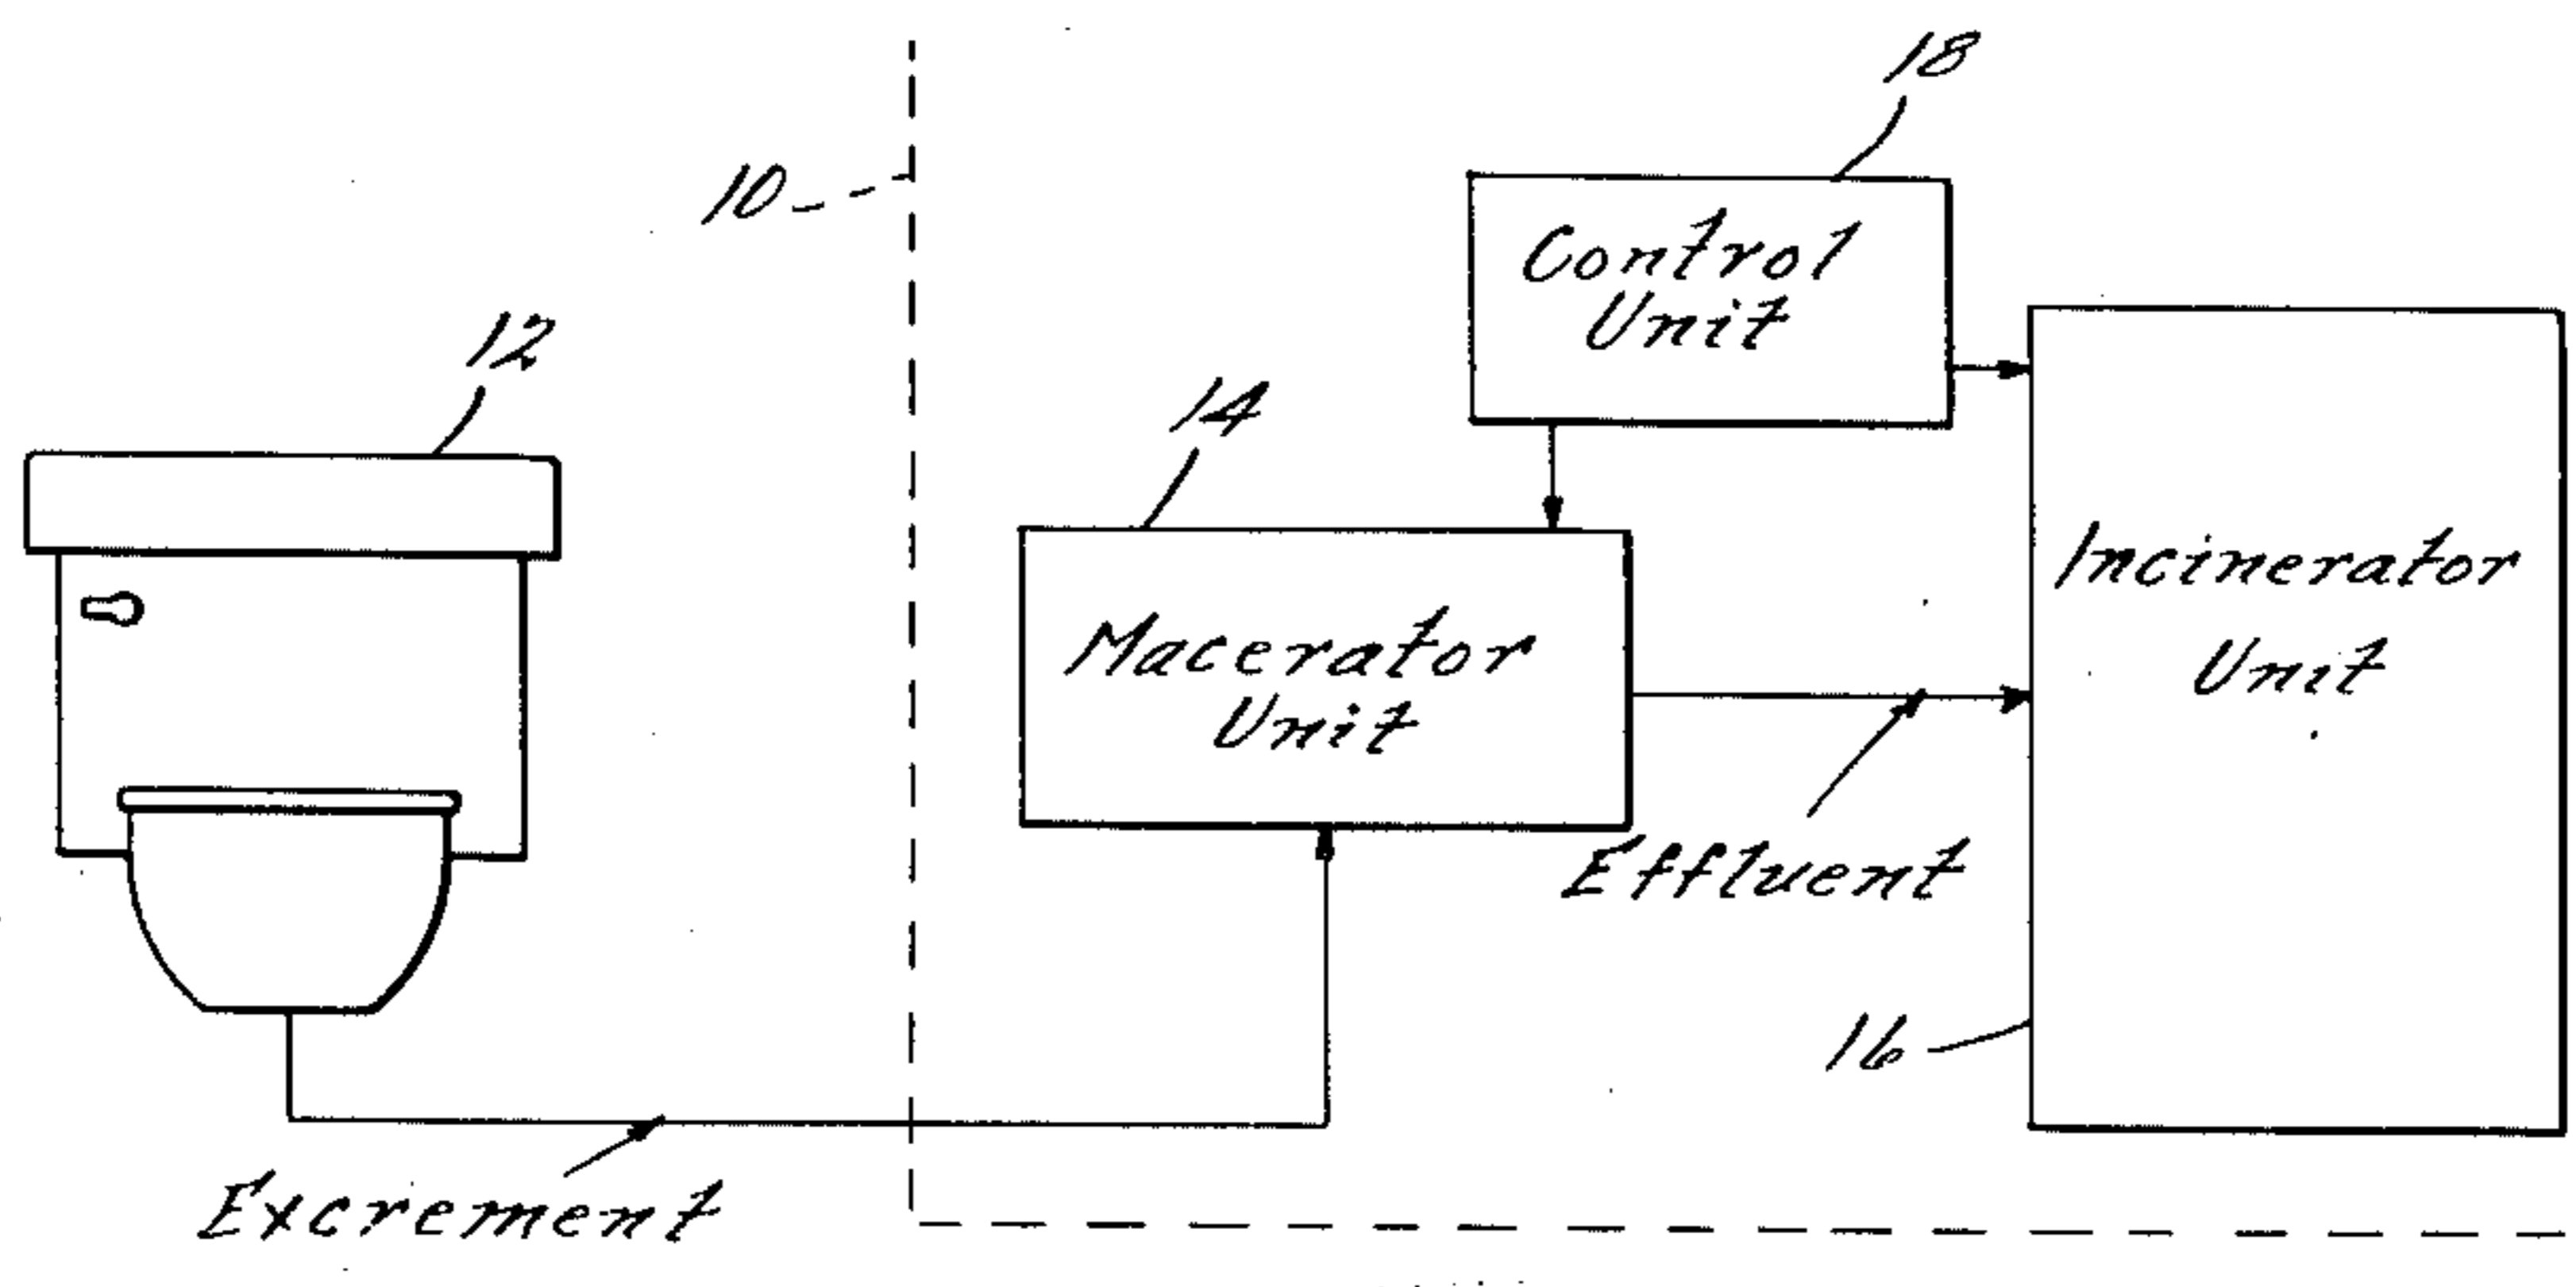 18
10
Control
Unit
12
14
Incinerator
Unit
Macerator
Unit
Effluent
16
Excrement